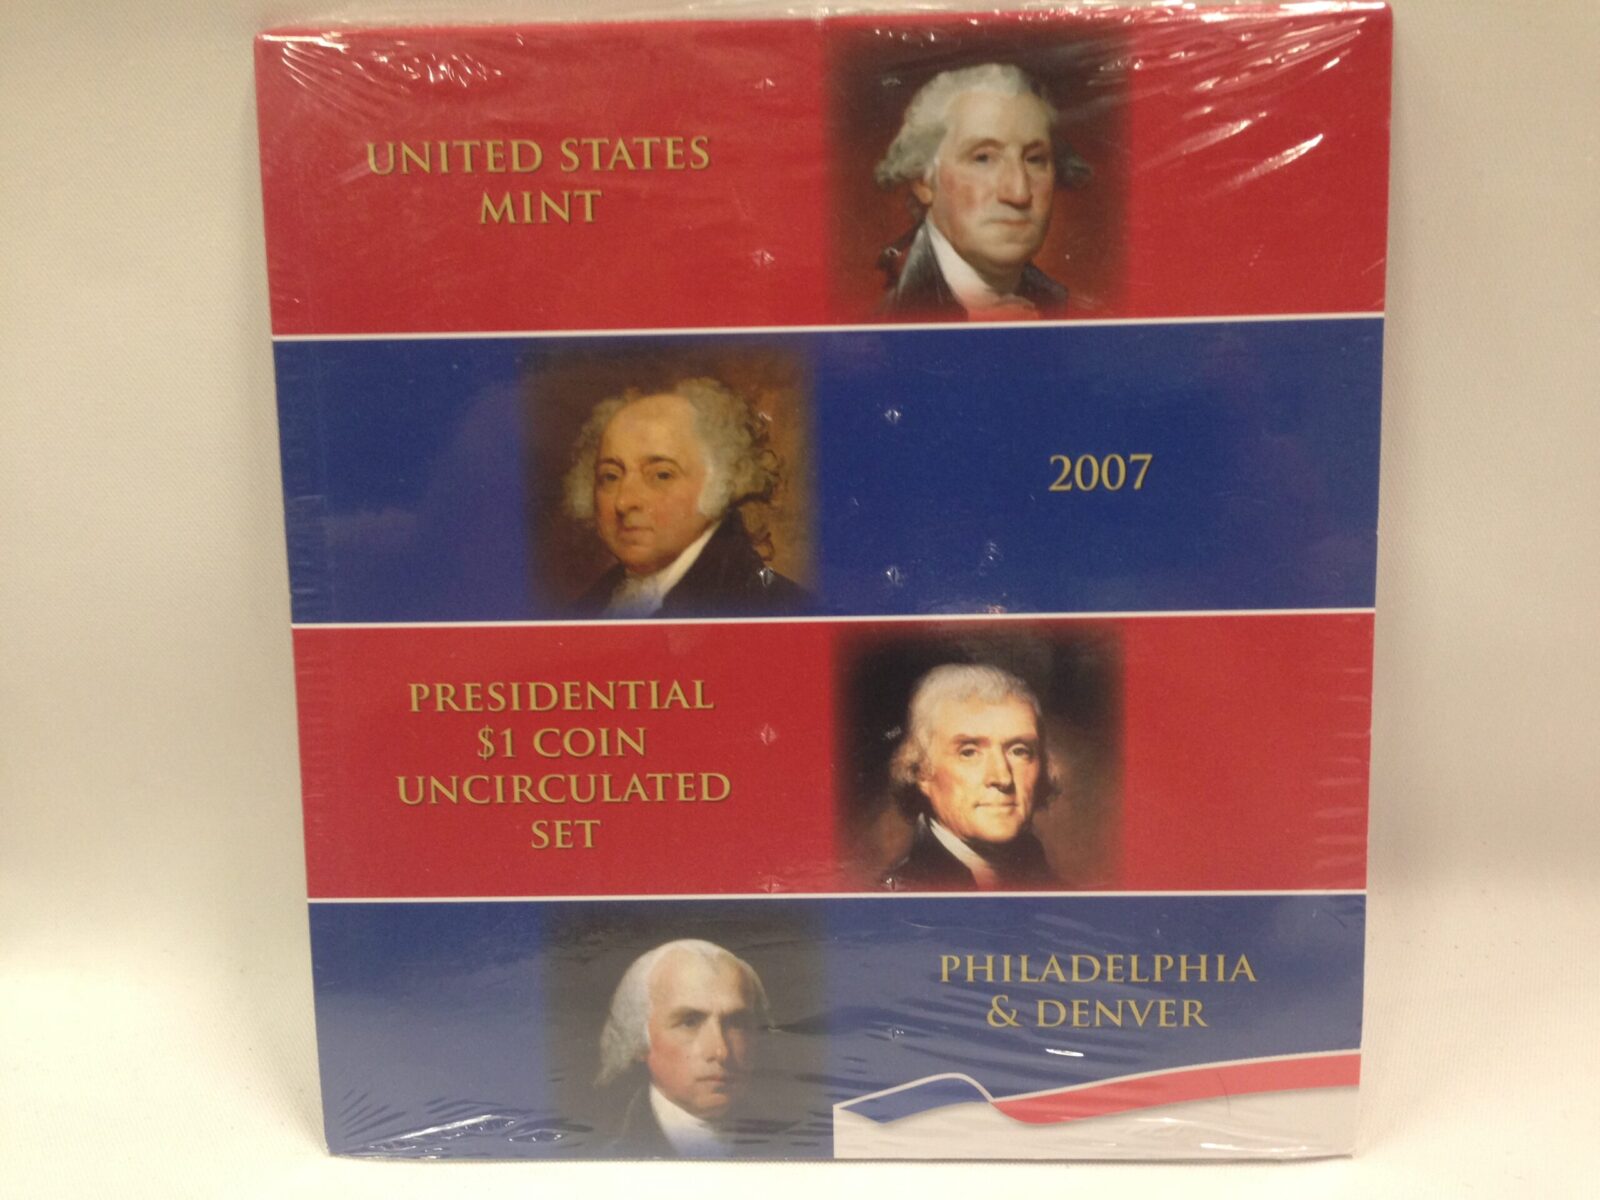 UNITED STATES
MINT
2007
PRESIDENTIAL
$1 COIN
UNCIRCULATED
SET
PHILADELPHIA
& DENVER